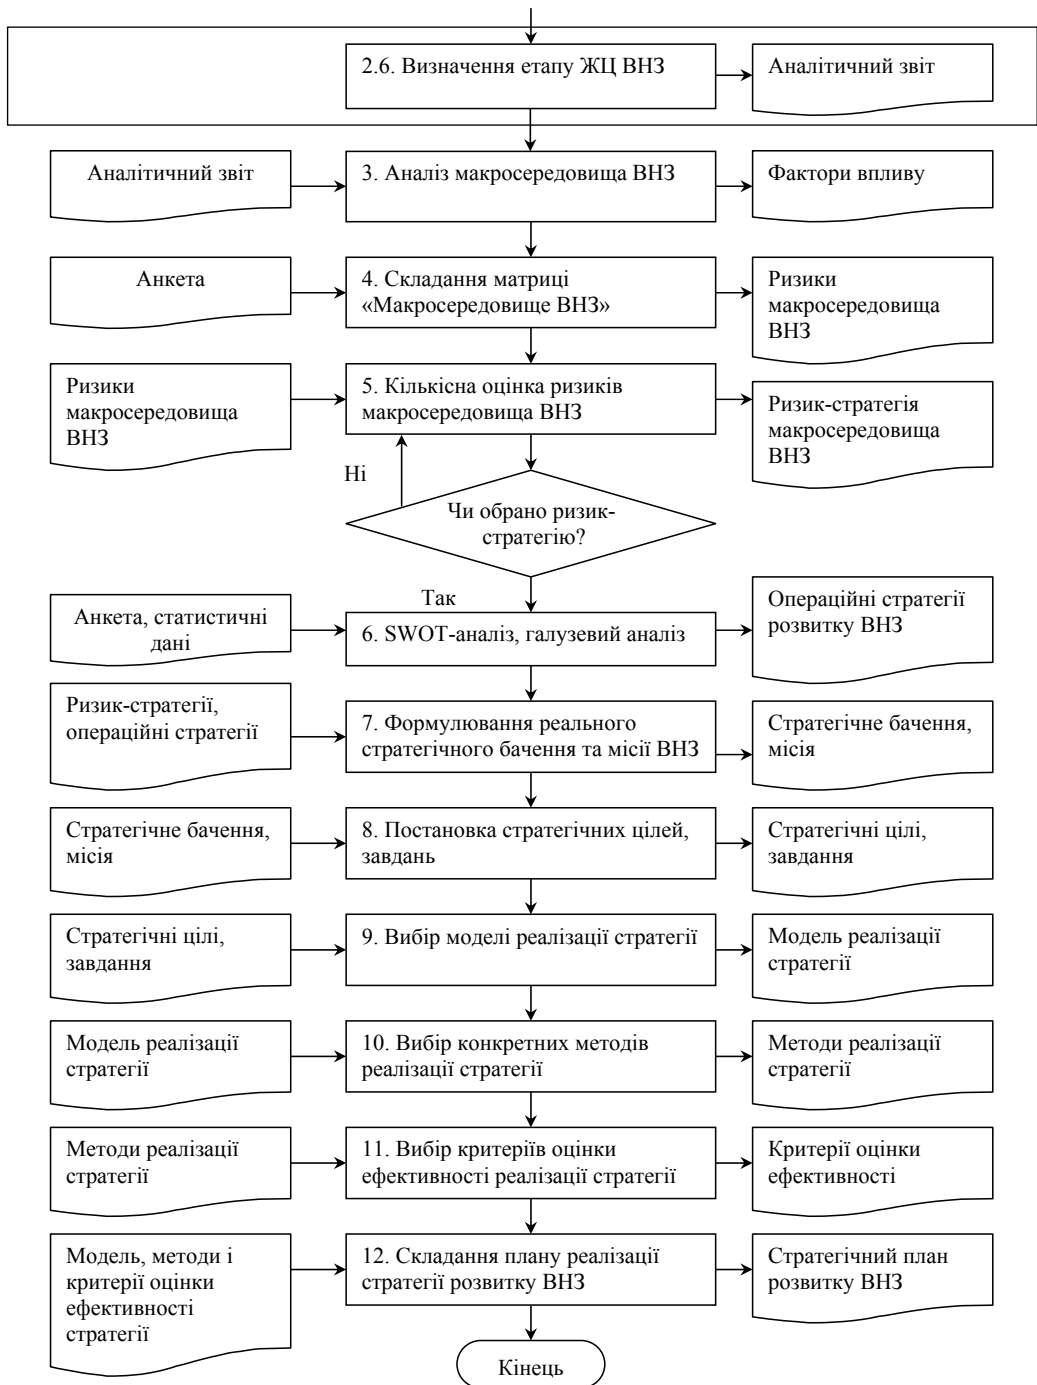 2.6. Визначення етапу ЖЦ ВНЗ
Аналітичний звіт
Аналітичний звіт
3. Аналіз макросередовища ВНЗ
Фактори впливу
Анкета
4. Складання матриці
«Макросередовище ВНЗ»
Ризики
макросередовища
ВНЗ
Ризики
макросередовища
ВНЗ
5. Кількісна оцінка ризиків
макросередовища ВНЗ
Ризик-стратегія
макросередовища
ВНЗ
Ні
Чи обрано ризик-
стратегію?
Так
Анкета, статистичні
дані
6. SWOT-аналіз, галузевий аналіз
Операційні стратегії
розвитку ВНЗ
Ризик-стратегії,
операційні стратегії
7. Формулювання реального
стратегічного бачення та місії ВНЗ
Стратегічне бачення,
місія
Стратегічне бачення,
місія
8. Постановка стратегічних цілей,
завдань
Стратегічні цілі,
завдання
Стратегічні цілі,
завдання
9. Вибір моделі реалізації стратегії
Модель реалізації
стратегії
Модель реалізації
стратегії
10. Вибір конкретних методів
реалізації стратегії
Методи реалізації
стратегії
Методи реалізації
стратегії
11. Вибір критеріїв оцінки
ефективності реалізації стратегії
Критерії оцінки
ефективності
Модель, методи і
критерії оцінки
ефективності
стратегії
12. Складання плану реалізації
стратегії розвитку ВНЗ
Стратегічний план
розвитку ВНЗ
Кінець